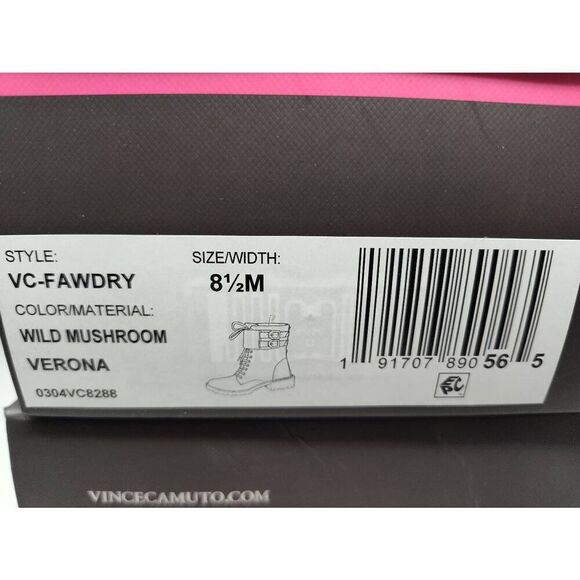 STYLE:
VC-FAWDRY
COLOR/MATERIAL:
WILD MUSHROOM
VERONA
0304VC8288
SIZE/WIDTH:
8½M
1 91707 890 56 5
EPC
VINCECAMUTO.COM